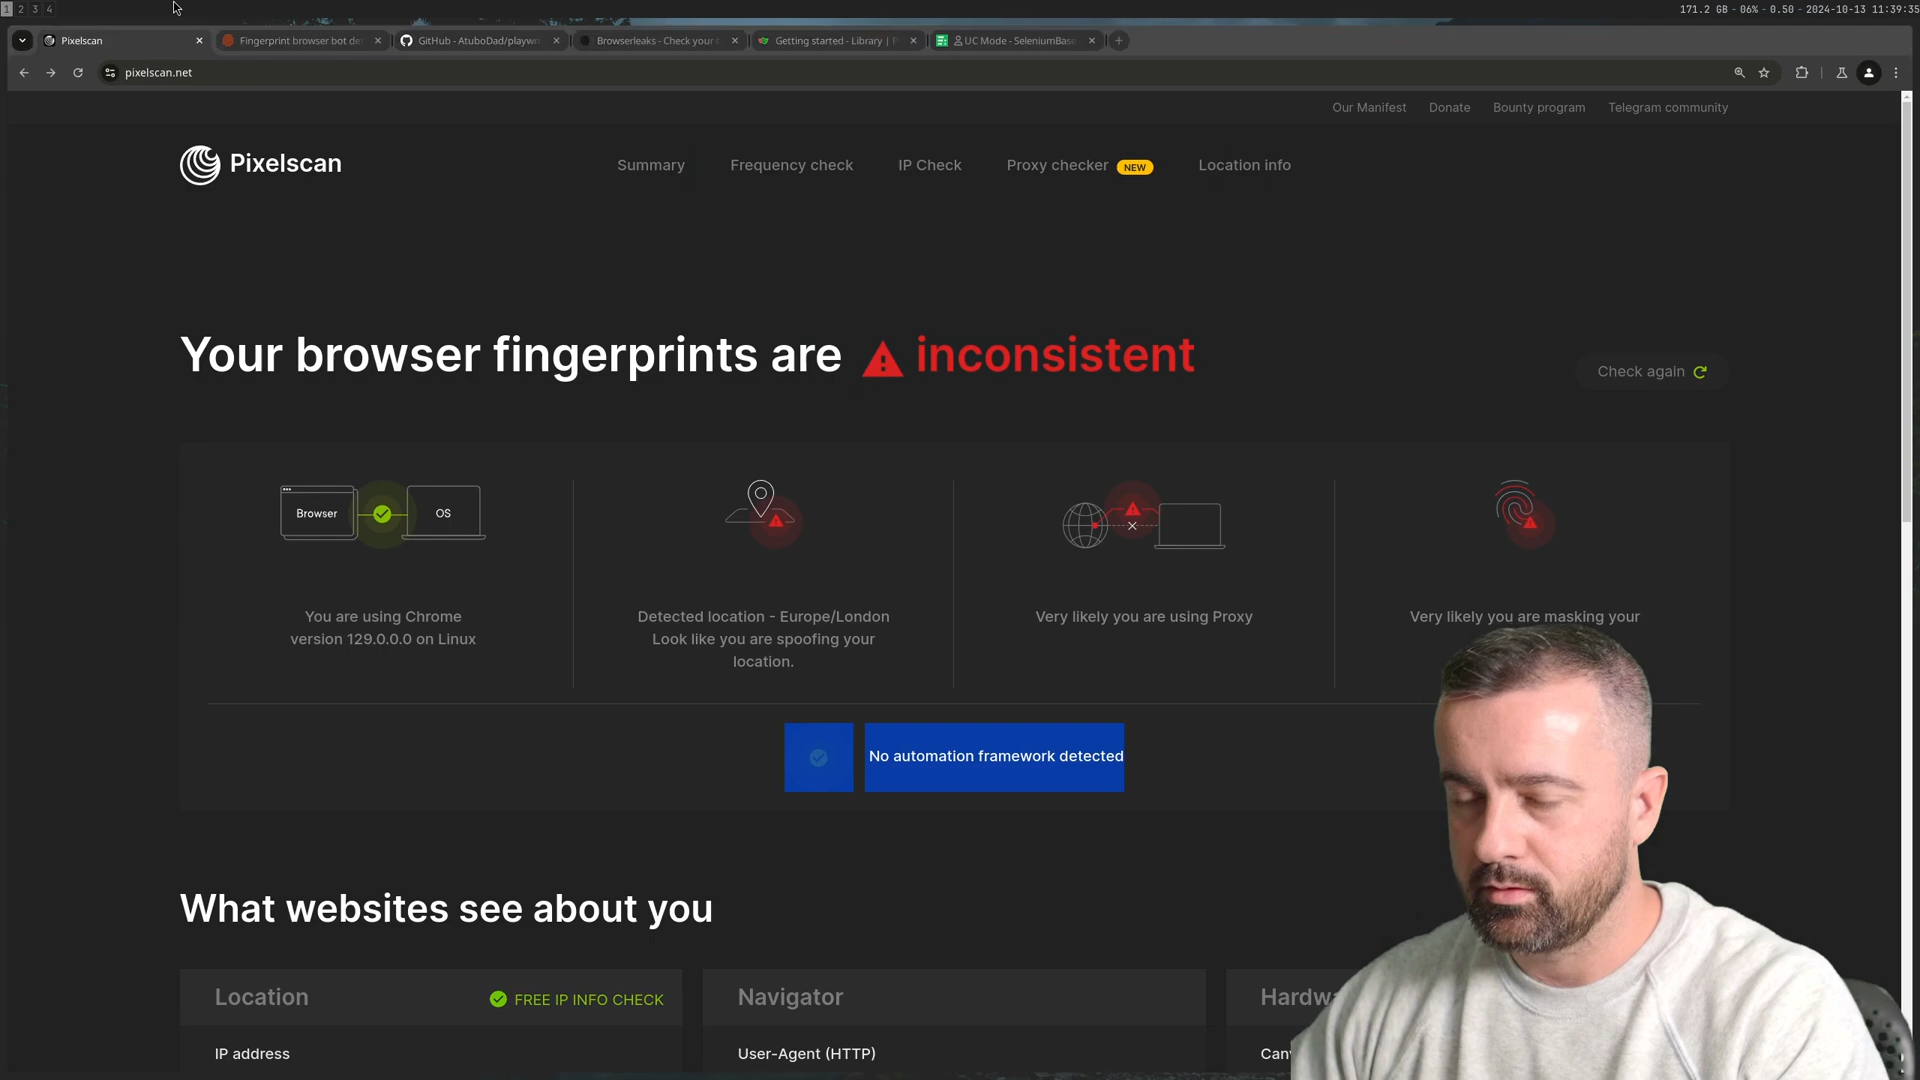 1 2 3 4
171.2 GB - 06% - 0.50 - 2024-10-13 11:39:35
Pixelscan
Fingerprint browser bot de
GitHub - AtuboDad/playw
Browserleaks - Check your
Getting started - Library |
UC Mode - SeleniumBase
pixelscan.net
Our Manifest Donate Bounty program Telegram community
Pixelscan
Summary Frequency check IP Check Proxy checker NEW Location info
Your browser fingerprints are inconsistent
Check again
Browser
OS
You are using Chrome
version 129.0.0.0 on Linux
Detected location - Europe/London
Look like you are spoofing your
location.
Very likely you are using Proxy
Very likely you are masking your
No automation framework detected
What websites see about you
Location
FREE IP INFO CHECK
IP address
Navigator
User-Agent (HTTP)
Hardw
Can